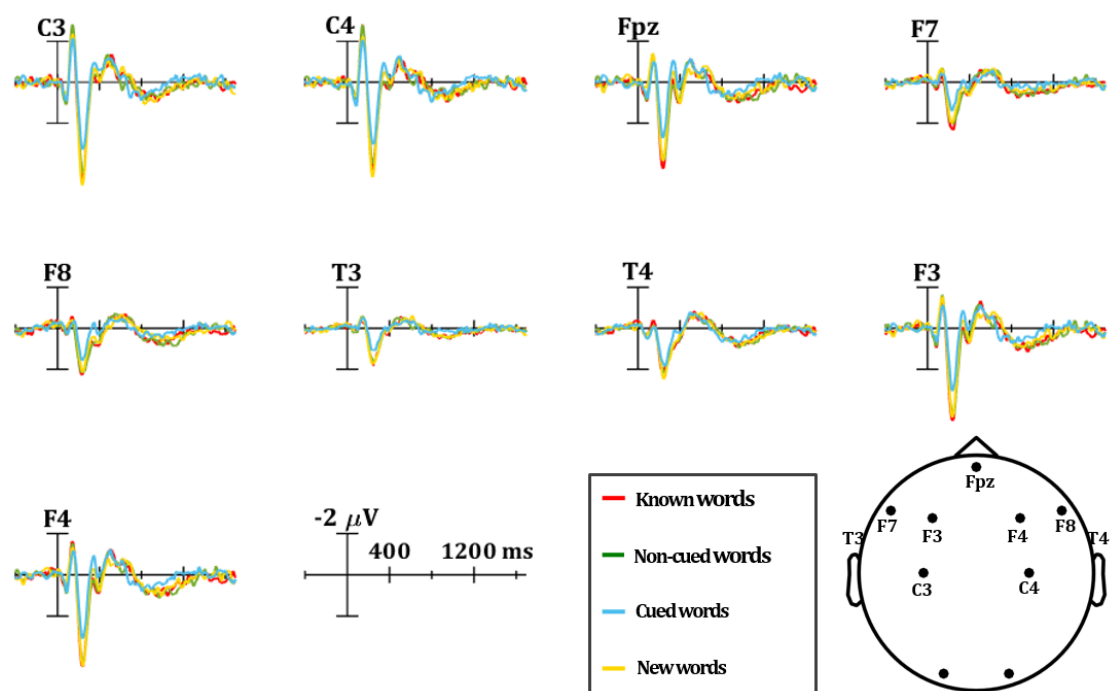 C3
C4
Fpz
F7
F8
T3
T4
F3
F4
-2 μV
400 1200 ms
Known words
Non-cued words
Cued words
New words
Fpz
F7
F3
F4
F8
T3
T4
C3
C4